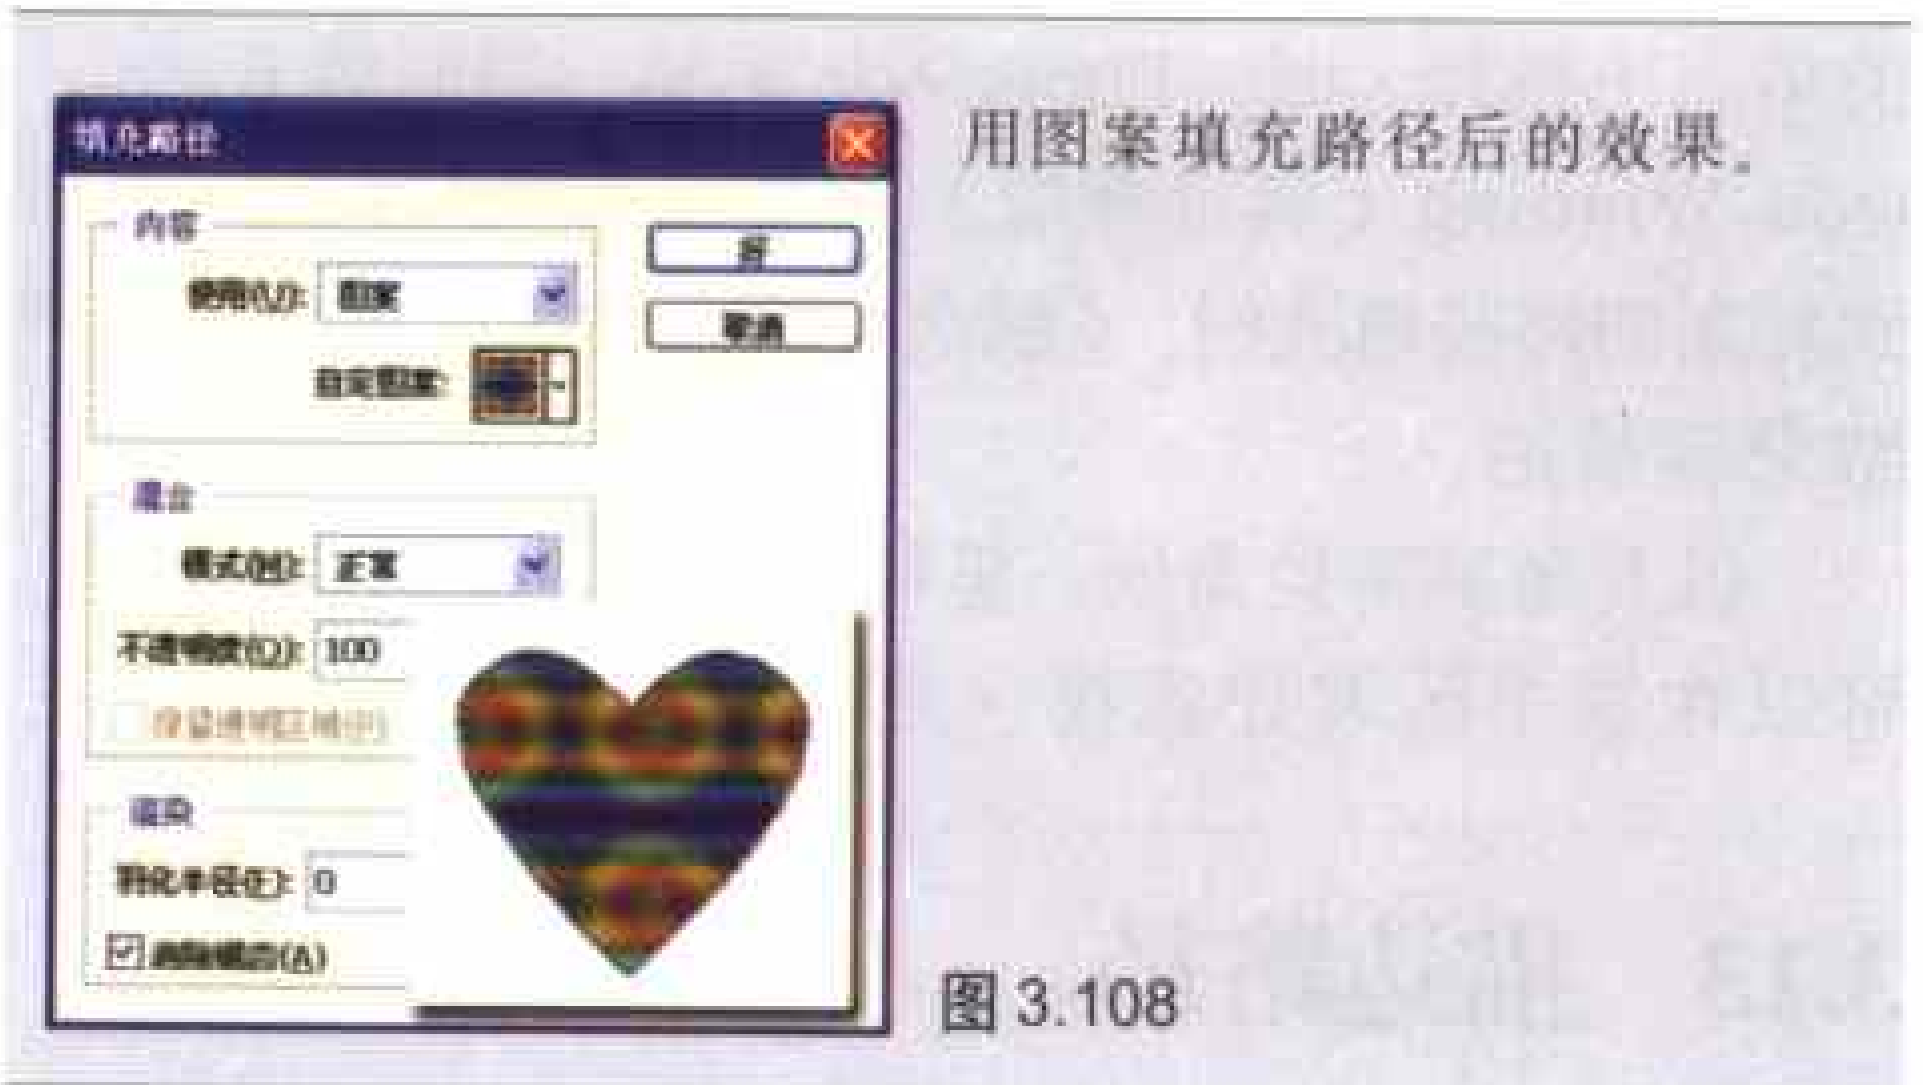 填充路径
内容
好
使用(U): 图案
取消
自定图案:
混合
模式(M): 正常
不透明度(O): 100
保留透明区域(P)
渲染
羽化半径(E): 0
消除锯齿(A)
用图案填充路径后的效果。
图 3.108